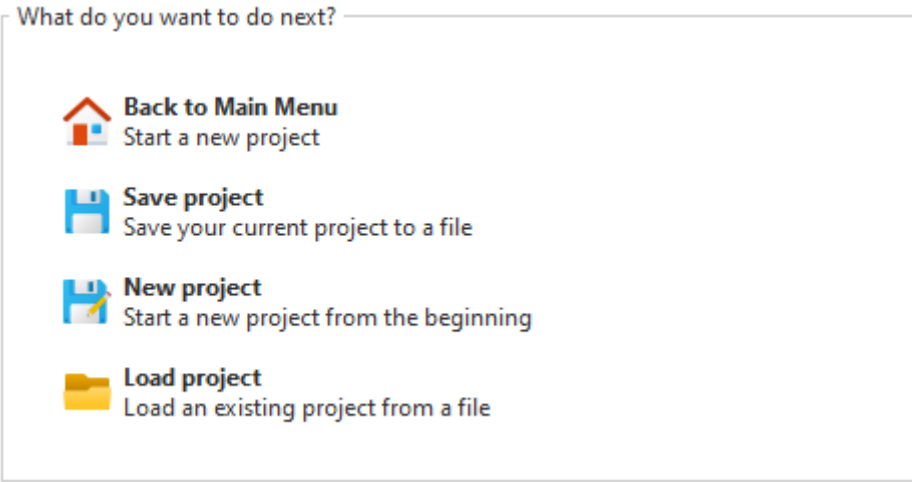 What do you want to do next?
Back to Main Menu
Start a new project
Save project
Save your current project to a file
New project
Start a new project from the beginning
Load project
Load an existing project from a file